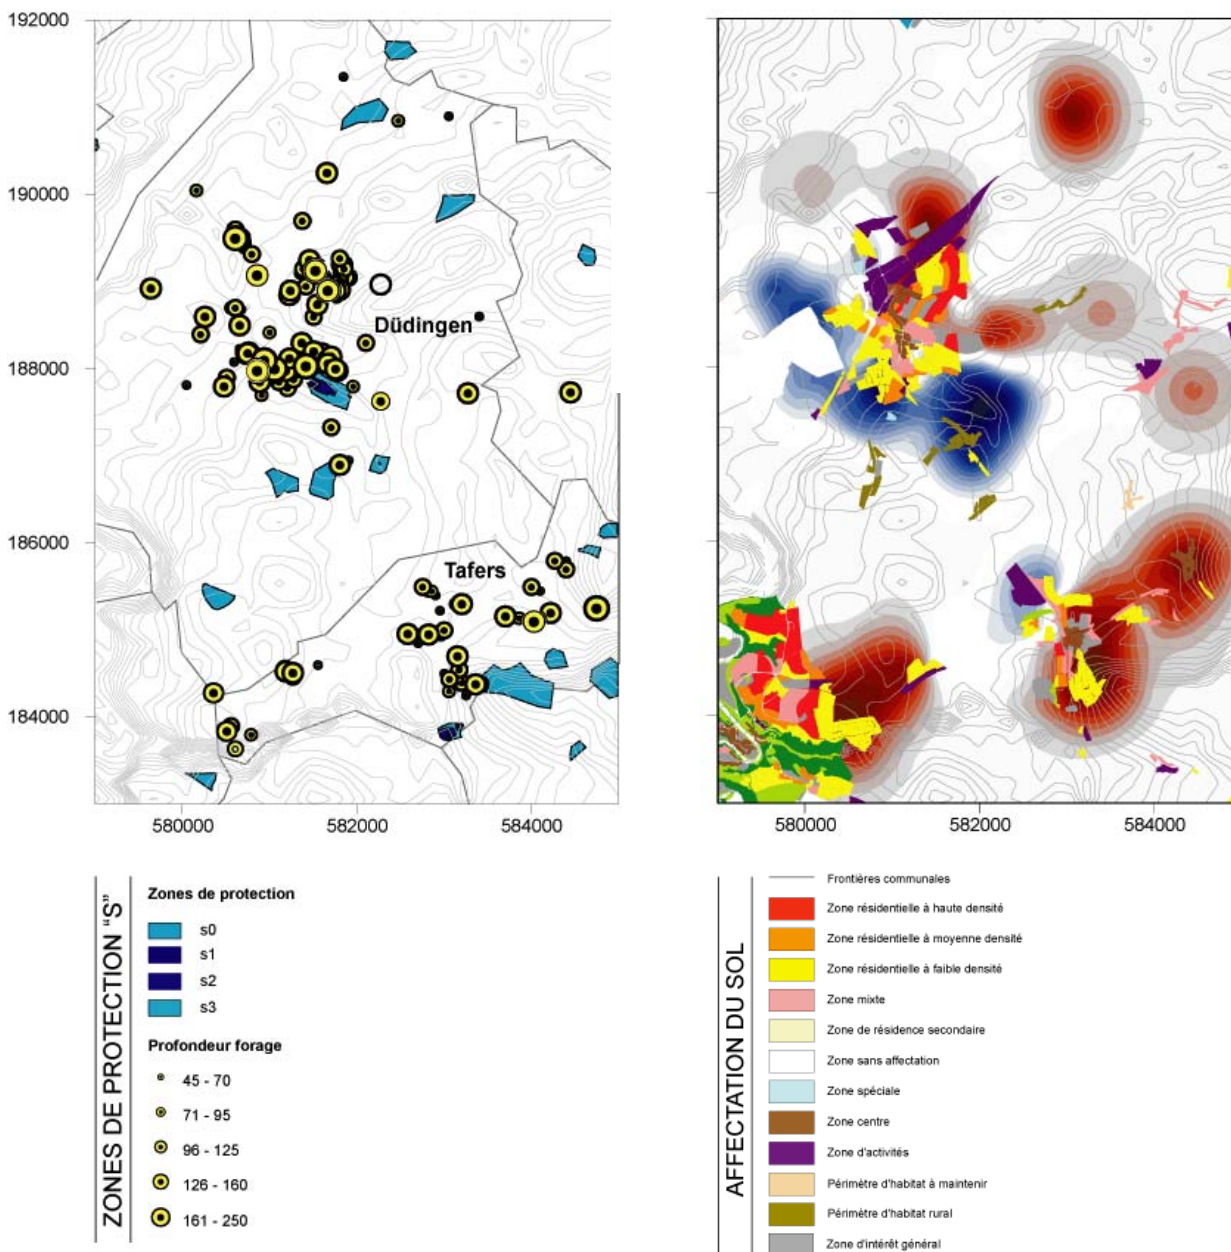 192000
190000
188000
186000
184000
Düdingen
Tafers
580000
582000
584000
580000
582000
584000
ZONES DE PROTECTION "S"
Zones de protection
s0
s1
s2
s3
Profondeur forage
45 - 70
71 - 95
96 - 125
126 - 160
161 - 250
AFFECTATION DU SOL
Frontières communales
Zone résidentielle à haute densité
Zone résidentielle à moyenne densité
Zone résidentielle à faible densité
Zone mixte
Zone de résidence secondaire
Zone sans affectation
Zone spéciale
Zone centre
Zone d'activités
Périmètre d'habitat à maintenir
Périmètre d'habitat rural
Zone d'intérêt général